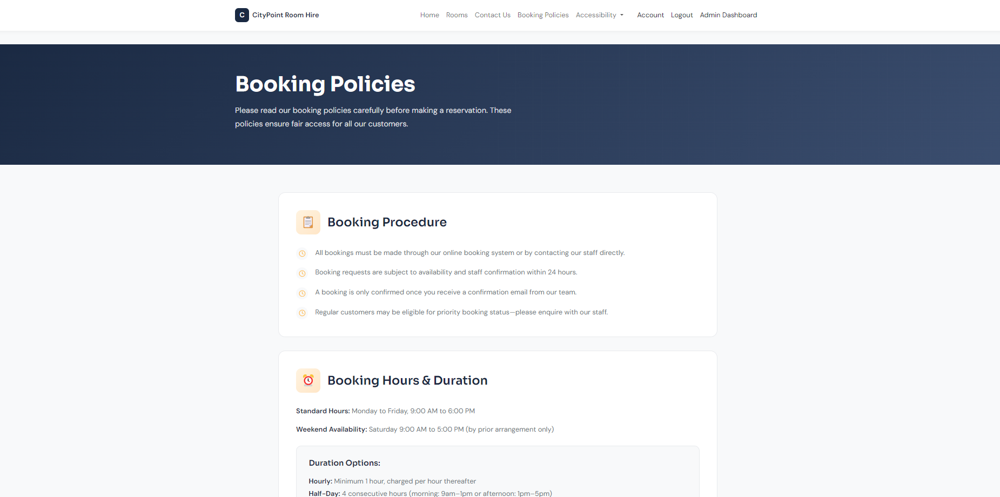 C CityPoint Room Hire Home Rooms Contact Us Booking Policies Accessibility Account Logout Admin Dashboard
Booking Policies
Please read our booking policies carefully before making a reservation. These
policies ensure fair access for all our customers.
Booking Procedure
All bookings must be made through our online booking system or by contacting our staff directly.
Booking requests are subject to availability and staff confirmation within 24 hours.
A booking is only confirmed once you receive a confirmation email from our team.
Regular customers may be eligible for priority booking status—please enquire with our staff.
Booking Hours & Duration
Standard Hours: Monday to Friday, 9:00 AM to 6:00 PM
Weekend Availability: Saturday 9:00 AM to 5:00 PM (by prior arrangement only)
Duration Options:
Hourly: Minimum 1 hour, charged per hour thereafter
Half-Day: 4 consecutive hours (morning: 9am–1pm or afternoon: 1pm–5pm)